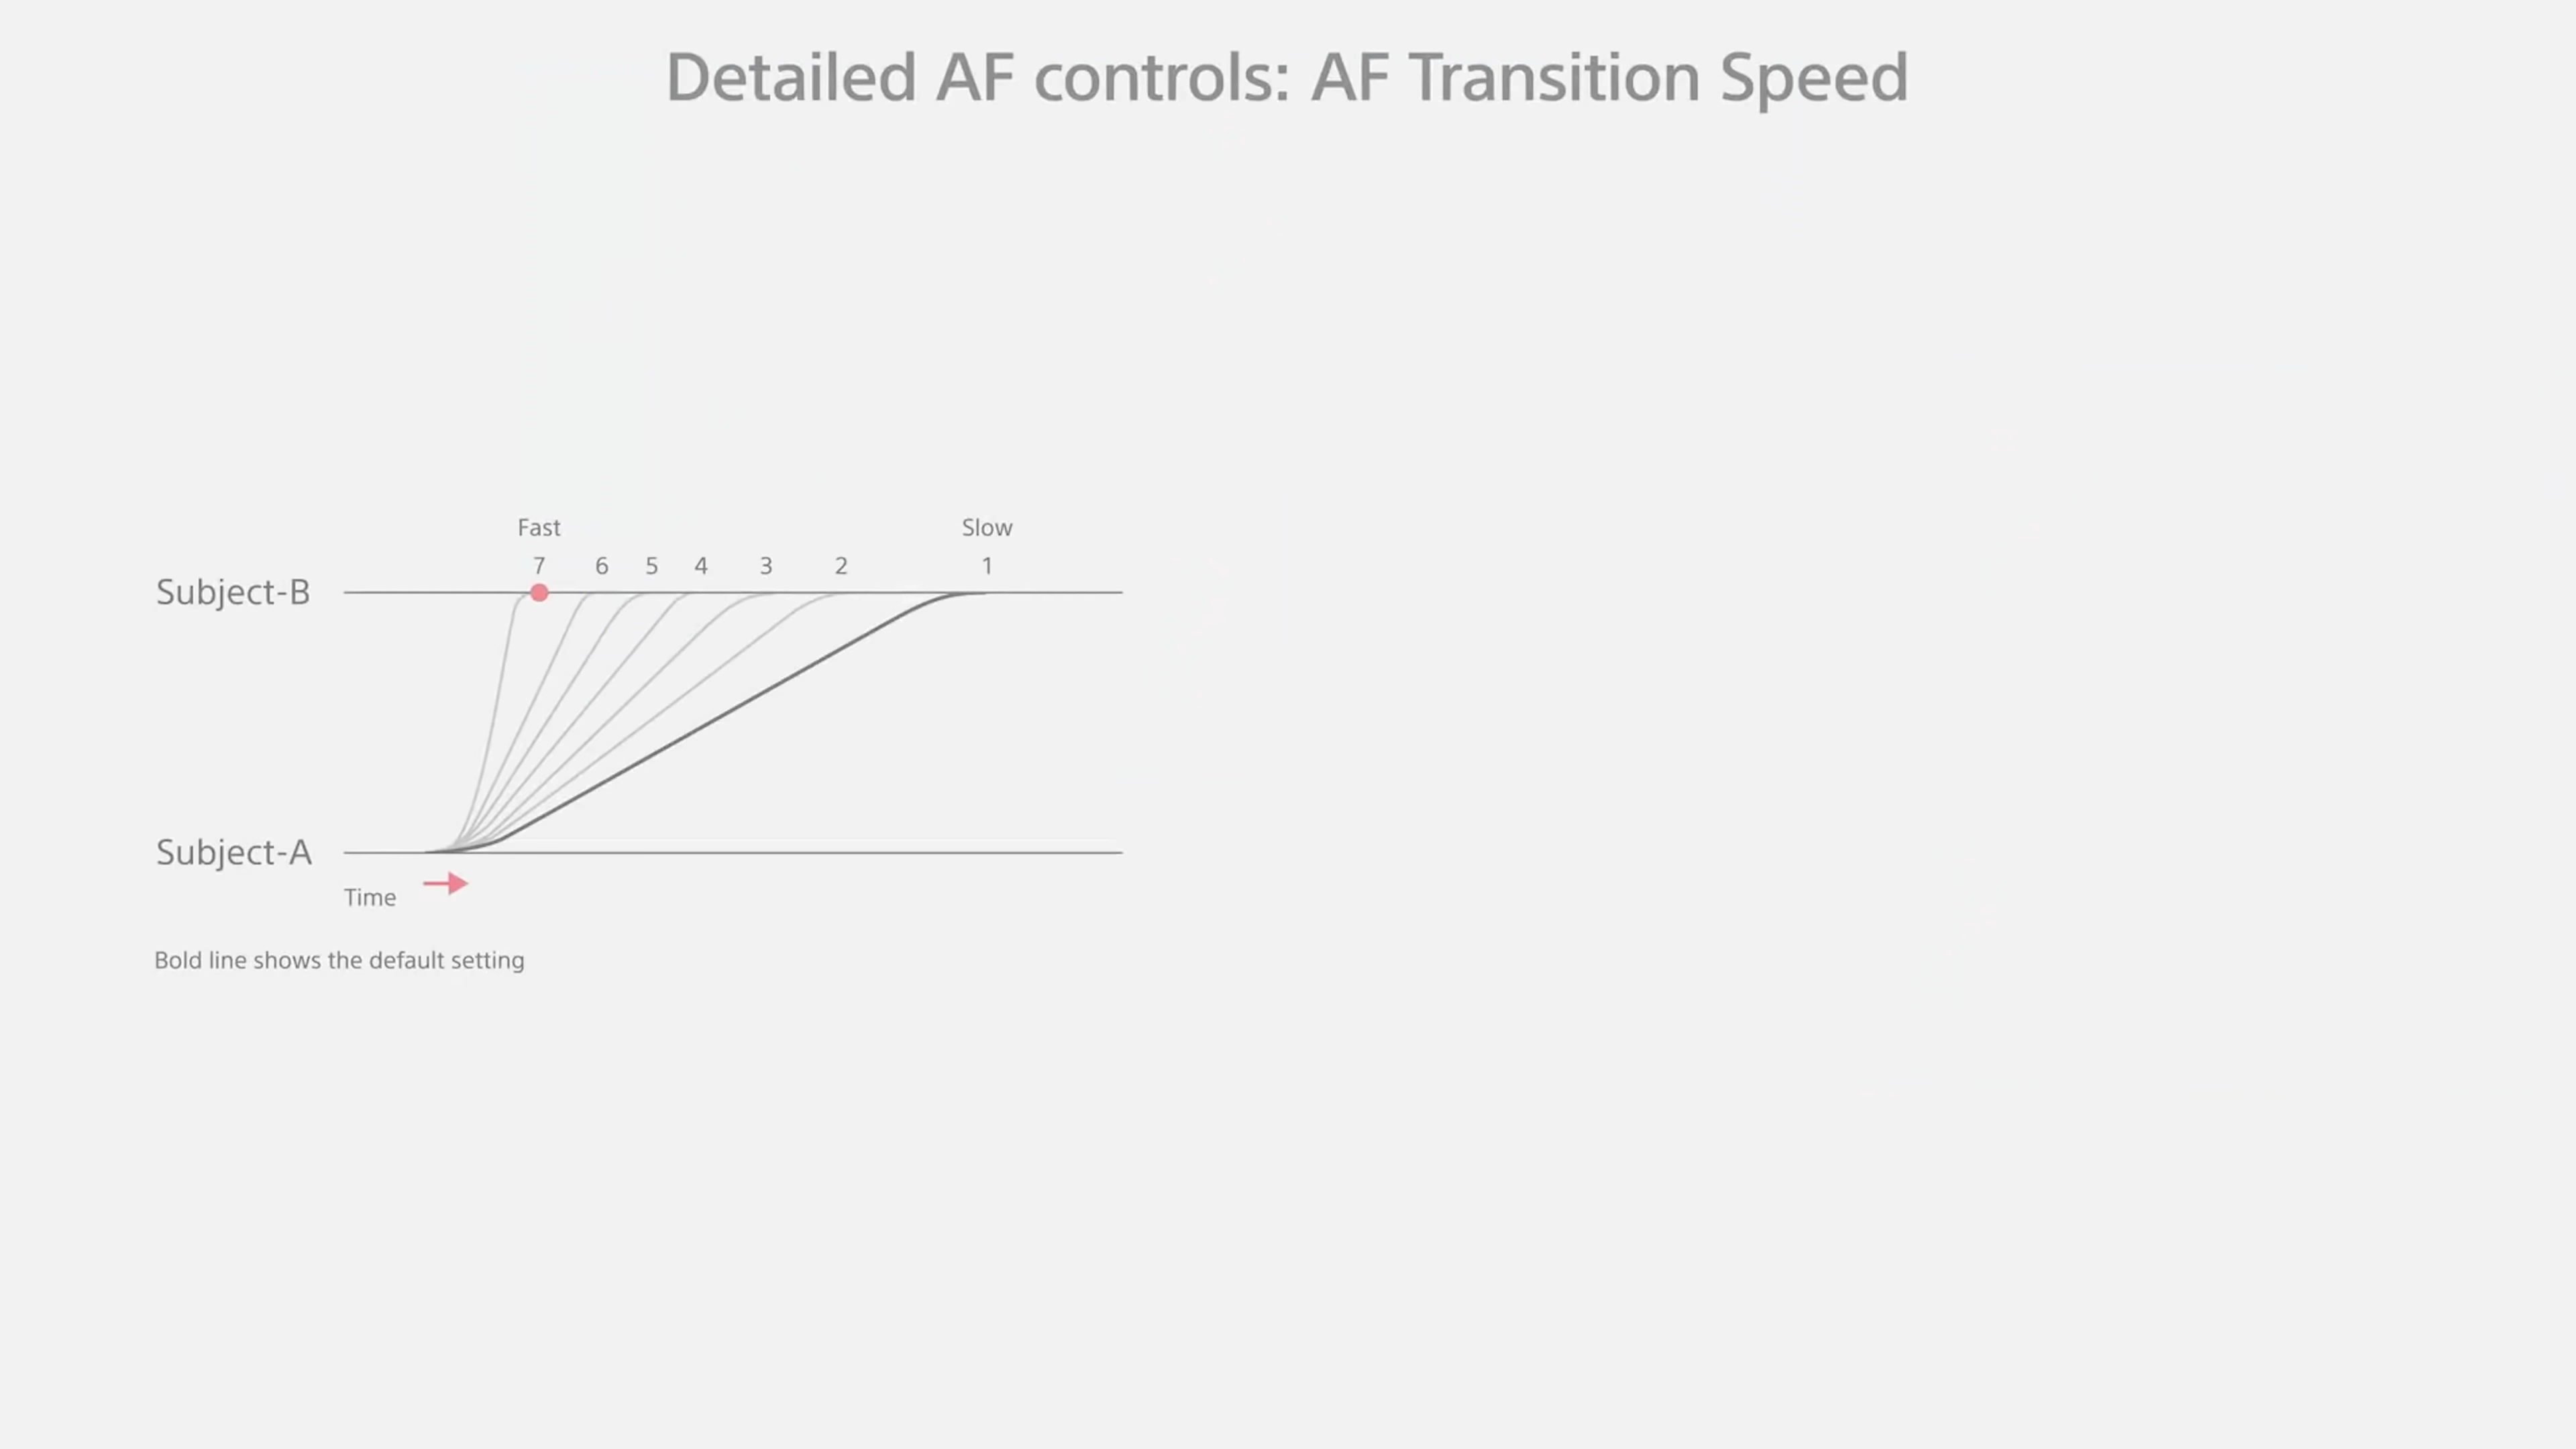 Detailed AF controls: AF Transition Speed
Fast Slow
7 6 5 4 3 2 1
Subject-B
Subject-A
Time
Bold line shows the default setting